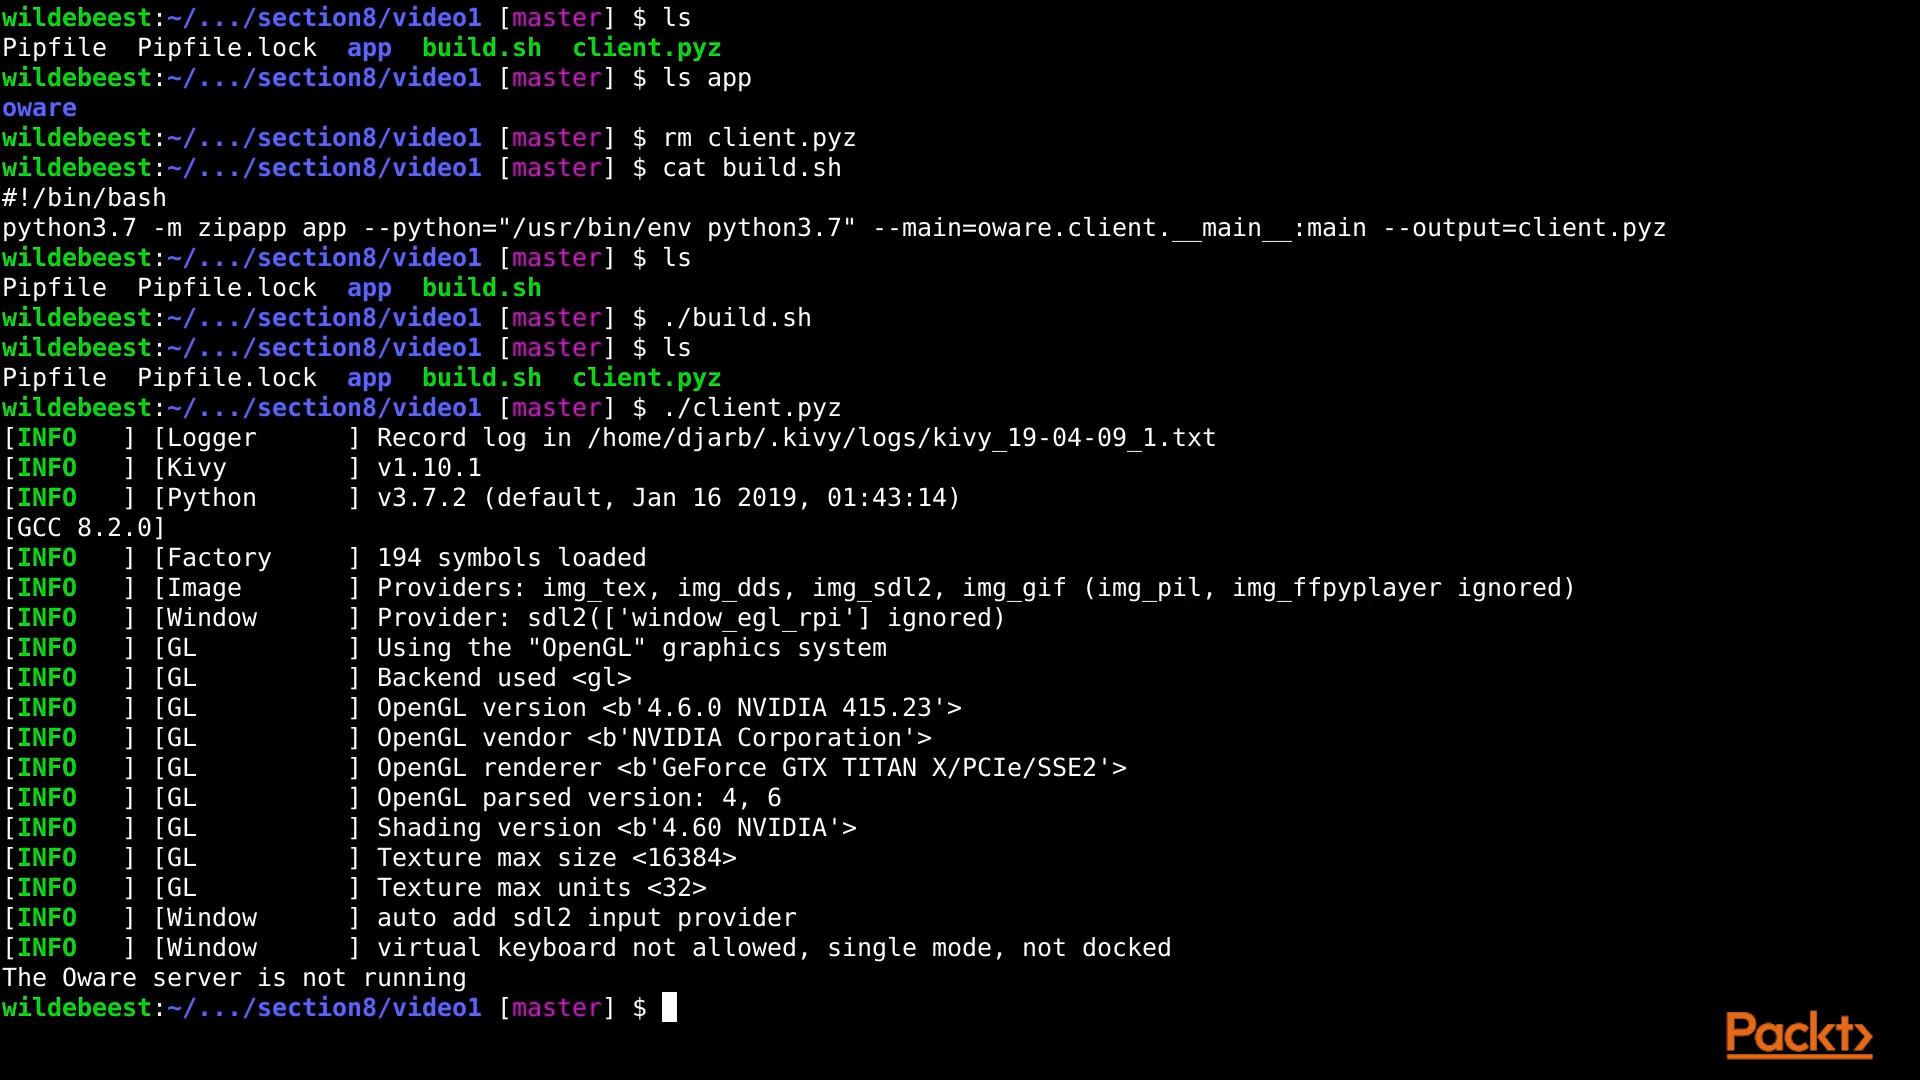 wildebeest:~/.../section8/video1 [master] $ ls
Pipfile  Pipfile.lock  app  build.sh  client.pyz
wildebeest:~/.../section8/video1 [master] $ ls app
oware
wildebeest:~/.../section8/video1 [master] $ rm client.pyz
wildebeest:~/.../section8/video1 [master] $ cat build.sh
#!/bin/bash
python3.7 -m zipapp app --python="/usr/bin/env python3.7" --main=oware.client.__main__:main --output=client.pyz
wildebeest:~/.../section8/video1 [master] $ ls
Pipfile  Pipfile.lock  app  build.sh
wildebeest:~/.../section8/video1 [master] $ ./build.sh
wildebeest:~/.../section8/video1 [master] $ ls
Pipfile  Pipfile.lock  app  build.sh  client.pyz
wildebeest:~/.../section8/video1 [master] $ ./client.pyz
[INFO   ] [Logger      ] Record log in /home/djarb/.kivy/logs/kivy_19-04-09_1.txt
[INFO   ] [Kivy        ] v1.10.1
[INFO   ] [Python      ] v3.7.2 (default, Jan 16 2019, 01:43:14)
[GCC 8.2.0]
[INFO   ] [Factory     ] 194 symbols loaded
[INFO   ] [Image       ] Providers: img_tex, img_dds, img_sdl2, img_gif (img_pil, img_ffpyplayer ignored)
[INFO   ] [Window      ] Provider: sdl2(['window_egl_rpi'] ignored)
[INFO   ] [GL          ] Using the "OpenGL" graphics system
[INFO   ] [GL          ] Backend used <gl>
[INFO   ] [GL          ] OpenGL version <b'4.6.0 NVIDIA 415.23'>
[INFO   ] [GL          ] OpenGL vendor <b'NVIDIA Corporation'>
[INFO   ] [GL          ] OpenGL renderer <b'GeForce GTX TITAN X/PCIe/SSE2'>
[INFO   ] [GL          ] OpenGL parsed version: 4, 6
[INFO   ] [GL          ] Shading version <b'4.60 NVIDIA'>
[INFO   ] [GL          ] Texture max size <16384>
[INFO   ] [GL          ] Texture max units <32>
[INFO   ] [Window      ] auto add sdl2 input provider
[INFO   ] [Window      ] virtual keyboard not allowed, single mode, not docked
The Oware server is not running
wildebeest:~/.../section8/video1 [master] $
Packt>